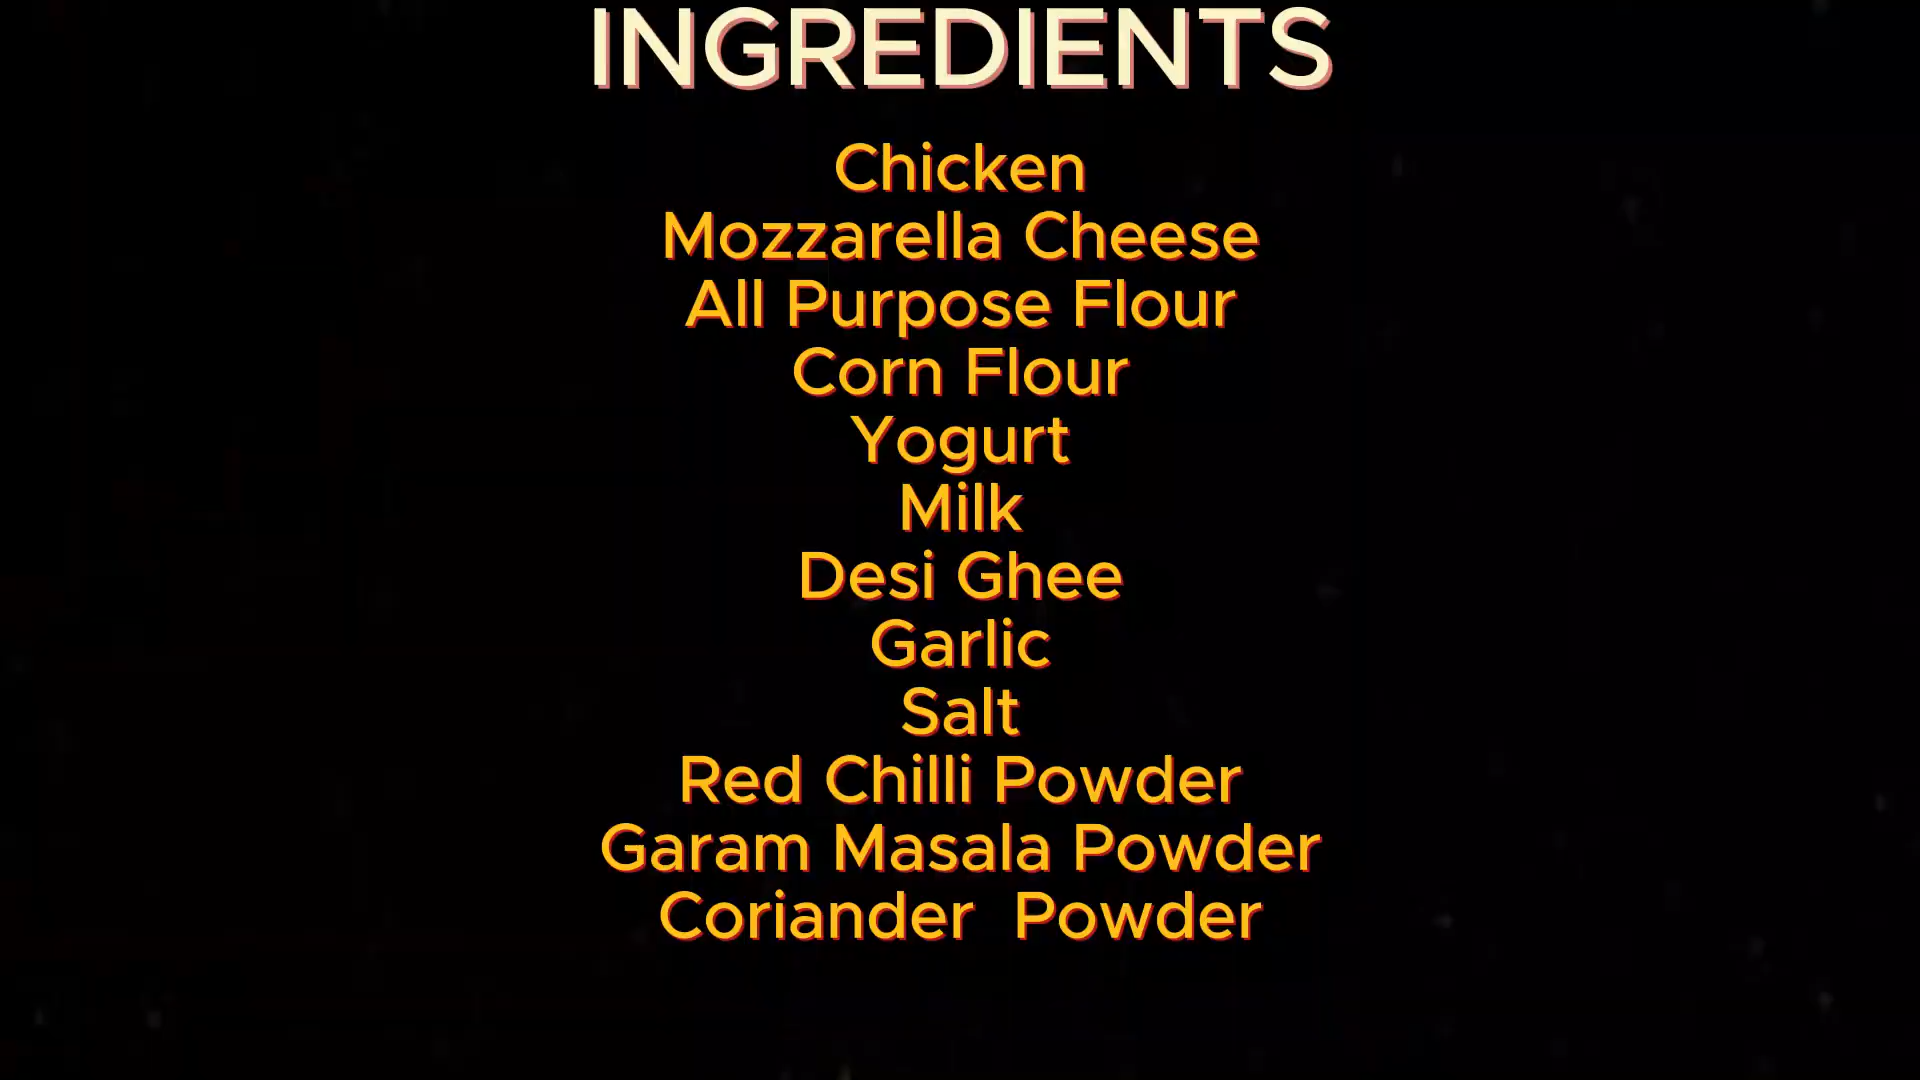 INGREDIENTS
Chicken
Mozzarella Cheese
All Purpose Flour
Corn Flour
Yogurt
Milk
Desi Ghee
Garlic
Salt
Red Chilli Powder
Garam Masala Powder
Coriander  Powder